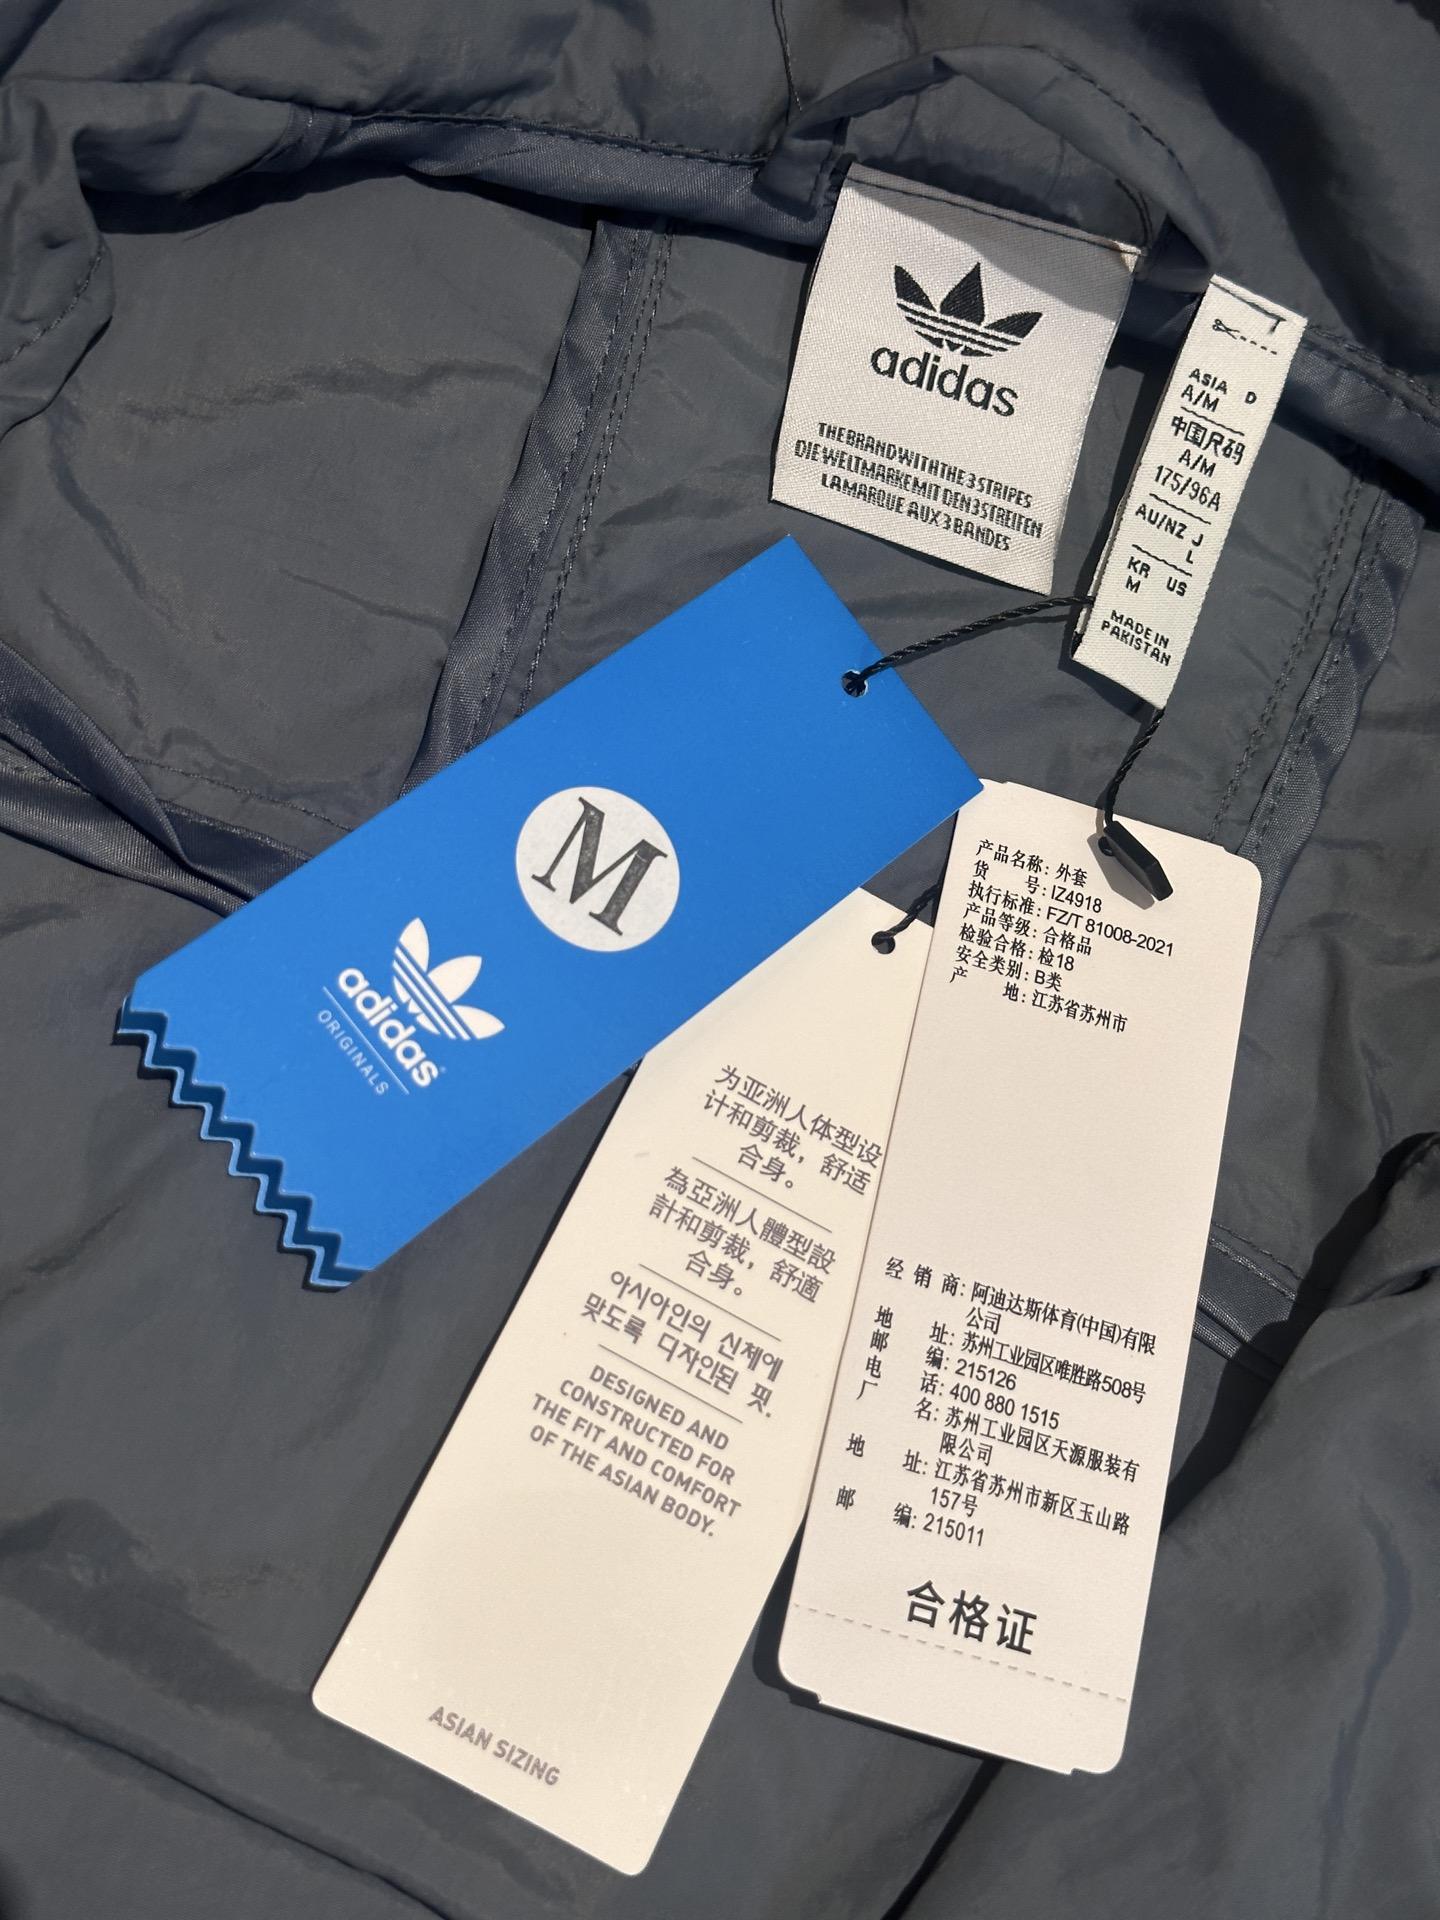 adidas
THE BRAND WITH THE 3 STRIPES
DIE WELTMARKE MIT DEN 3 STREIFEN
LA MARQUE AUX 3 BANDES
ASIA D
A/M
中国尺码
A/M
175/96A
AU/NZ J
L
KR US
M
MADE IN
PAKISTAN
M
adidas
ORIGINALS
产品名称: 外套
货 号: IZ4918
执行标准: FZ/T 81008-2021
产品等级: 合格品
检验合格: 检18
安全类别: B类
产 地: 江苏省苏州市
经 销 商: 阿迪达斯体育(中国)有限
公司
地 址: 苏州工业园区唯胜路508号
邮 编: 215126
电 话: 400 880 1515
厂 名: 苏州工业园区天源服装有
限公司
地 址: 江苏省苏州市新区玉山路
157号
邮 编: 215011
合格证
为亚洲人体型设
计和剪裁，舒适
合身。
為亞洲人體型設
計和剪裁，舒適
合身。
아시아인의 신체에
맞도록 디자인된 핏.
DESIGNED AND
CONSTRUCTED FOR
THE FIT AND COMFORT
OF THE ASIAN BODY.
ASIAN SIZING